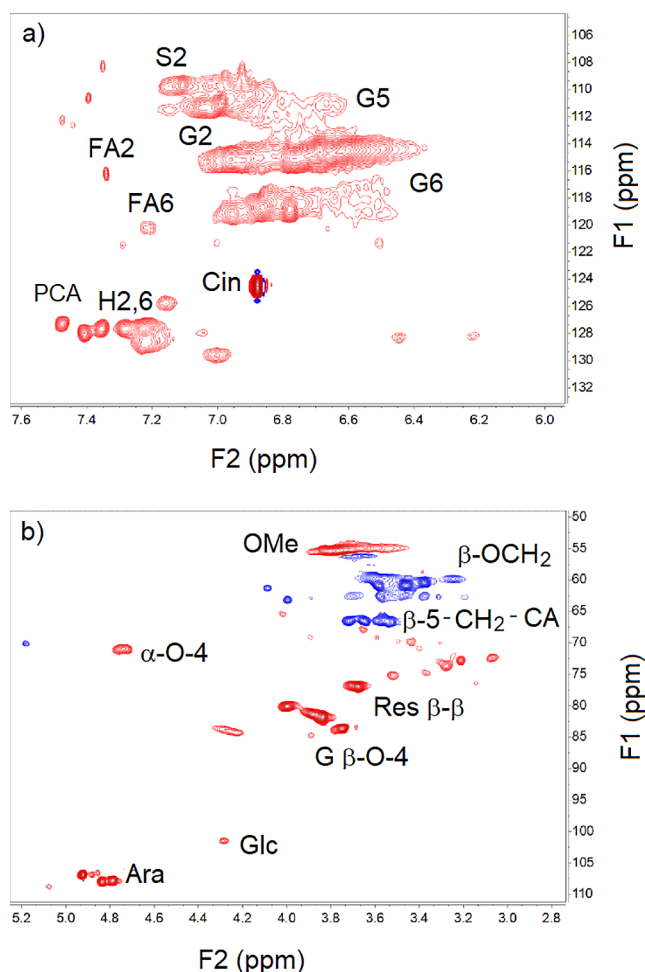 a)
S2
G5
G2
FA2
G6
FA6
Cin
PCA
H2,6
106
108
110
112
114
116
118
120
122
124
126
128
130
132
F1 (ppm)
7.6 7.4 7.2 7.0 6.8 6.6 6.4 6.2 6.0
F2 (ppm)
b)
OMe
β-OCH2
β-5-CH2-CA
α-O-4
Res β-β
G β-O-4
Glc
Ara
50
55
60
65
70
75
80
85
90
95
100
105
110
F1 (ppm)
5.2 5.0 4.8 4.6 4.4 4.2 4.0 3.8 3.6 3.4 3.2 3.0 2.8
F2 (ppm)